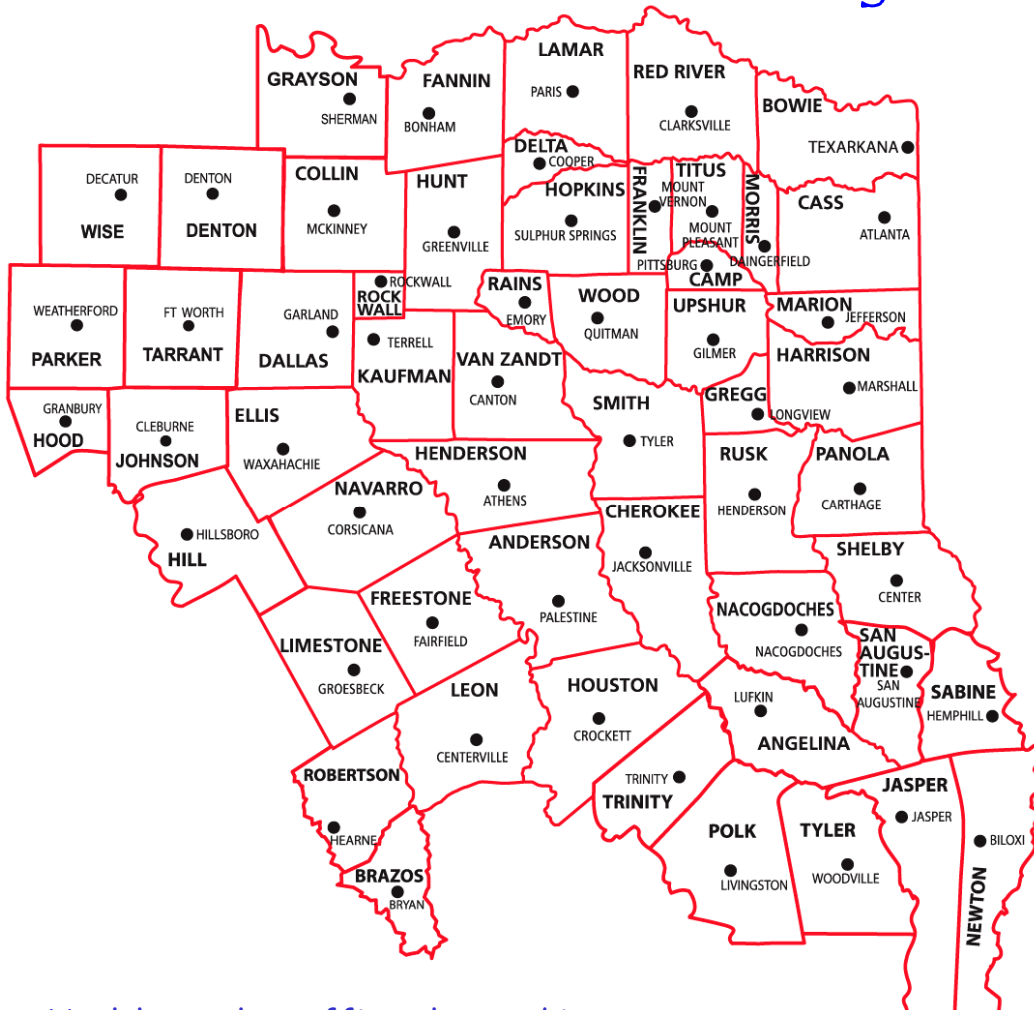 LAMAR
PARIS
RED RIVER
CLARKSVILLE
GRAYSON
SHERMAN
FANNIN
BONHAM
BOWIE
TEXARKANA
DELTA
COOPER
HOPKINS
SULPHUR SPRINGS
FRANKLIN
MOUNT
VERNON
TITUS
MOUNT
PLEASANT
MORRIS
DAINGERFIELD
CASS
ATLANTA
DECATUR
WISE
DENTON
DENTON
COLLIN
MCKINNEY
HUNT
GREENVILLE
PITTSBURG
CAMP
ROCKWALL
ROCK
WALL
RAINS
EMORY
WOOD
QUITMAN
UPSHUR
GILMER
MARION
JEFFERSON
WEATHERFORD
PARKER
FT WORTH
TARRANT
GARLAND
DALLAS
TERRELL
KAUFMAN
VAN ZANDT
CANTON
HARRISON
MARSHALL
GREGG
LONGVIEW
SMITH
TYLER
GRANBURY
HOOD
CLEBURNE
JOHNSON
ELLIS
WAXAHACHIE
HENDERSON
ATHENS
RUSK
HENDERSON
PANOLA
CARTHAGE
NAVARRO
CORSICANA
CHEROKEE
JACKSONVILLE
HILLSBORO
HILL
ANDERSON
PALESTINE
SHELBY
CENTER
FREESTONE
FAIRFIELD
NACOGDOCHES
NACOGDOCHES
LIMESTONE
GROESBECK
SAN
AUGUS-
TINE
SAN
AUGUSTINE
SABINE
HEMPHILL
LEON
CENTERVILLE
HOUSTON
CROCKETT
LUFKIN
ANGELINA
ROBERTSON
HEARNE
TRINITY
TRINITY
JASPER
JASPER
POLK
LIVINGSTON
TYLER
WOODVILLE
BILOXI
NEWTON
BRAZOS
BRYAN